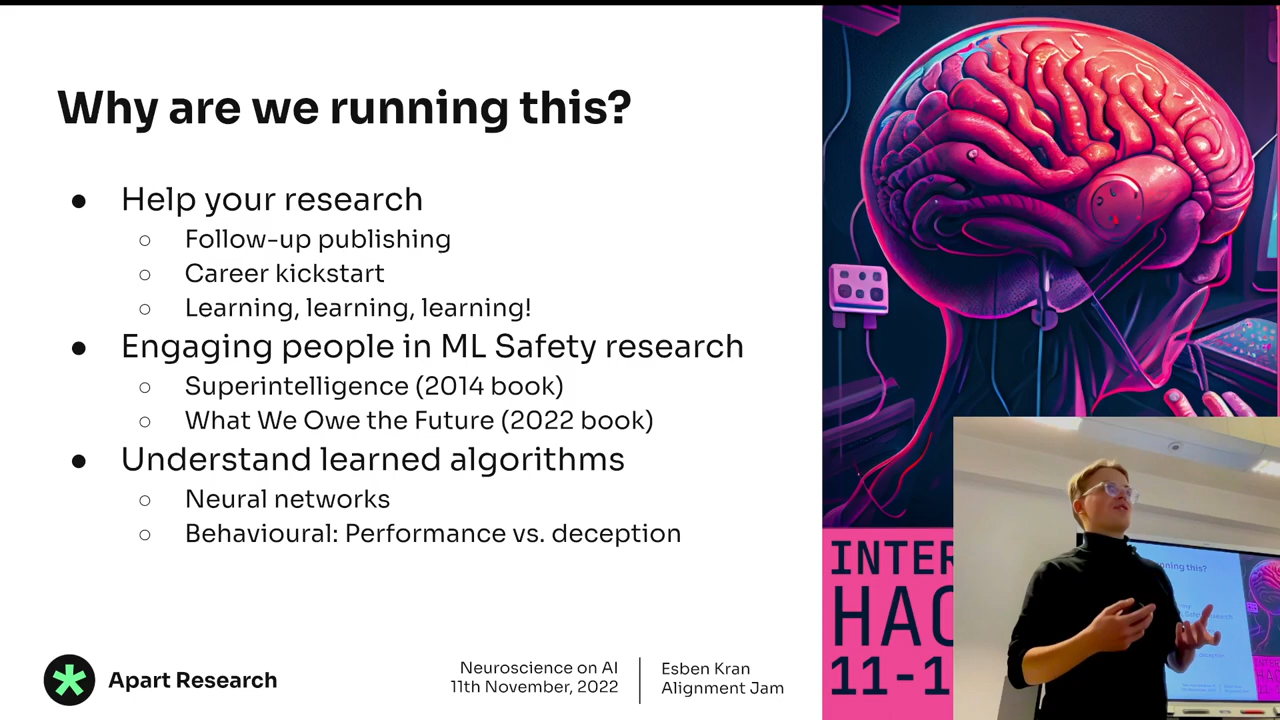 Why are we running this?
● Help your research
○ Follow-up publishing
○ Career kickstart
○ Learning, learning, learning!
● Engaging people in ML Safety research
○ Superintelligence (2014 book)
○ What We Owe the Future (2022 book)
● Understand learned algorithms
○ Neural networks
○ Behavioural: Performance vs. deception
Apart Research
Neuroscience on AI
11th November, 2022
Esben Kran
Alignment Jam
INTER
HAC
11-1
nning this?